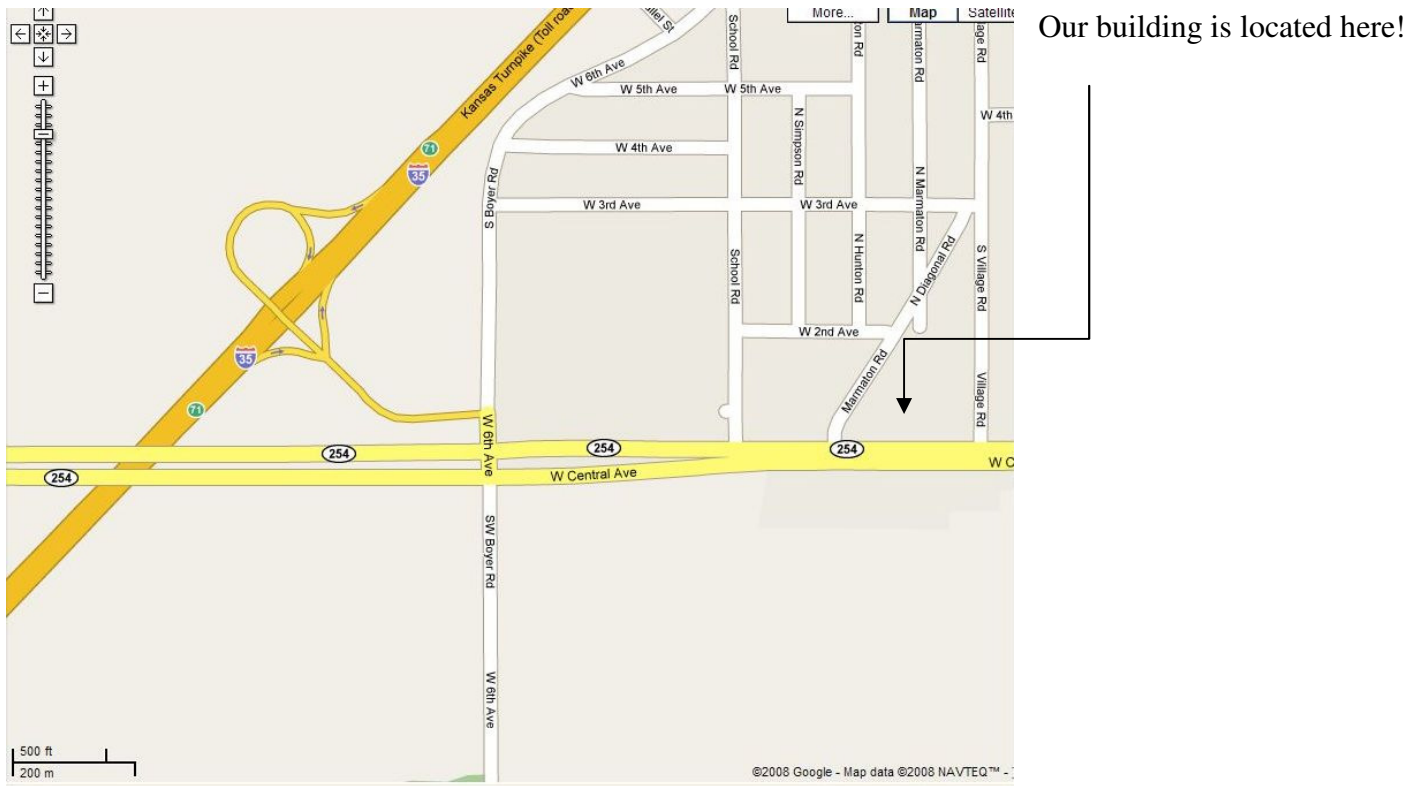 Our building is located here!
More...
Map
Satellite
School Rd
W 6th Ave
W 5th Ave
W 5th Ave
Kansas Turnpike (Toll road
N Simpson Rd
W 4th
W 4th Ave
71
35
S Boyer Rd
N Marmaton Rd
W 3rd Ave
W 3rd Ave
School Rd
N Hunton Rd
N Diagonal Rd
S Village Rd
W 2nd Ave
35
Marmaton Rd
Village Rd
71
W 6th Ave
254
254
254
254
W Central Ave
W C
SW Boyer Rd
W 6th Ave
500 ft
200 m
©2008 Google - Map data ©2008 NAVTEQ™ -